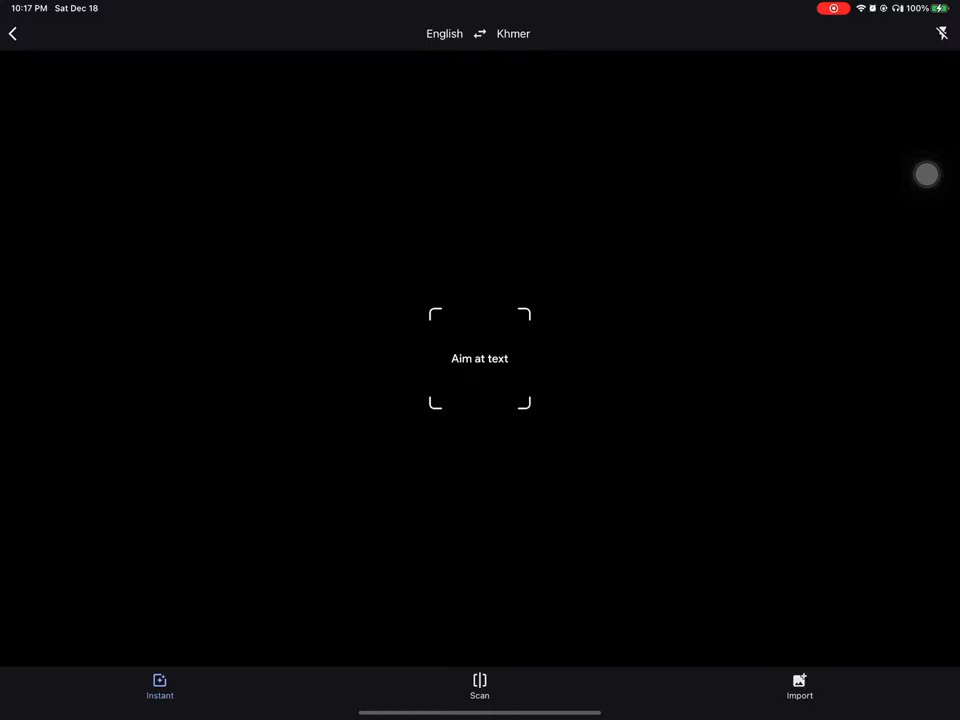 10:17 PM Sat Dec 18
100%
English Khmer
Aim at text
Instant
Scan
Import